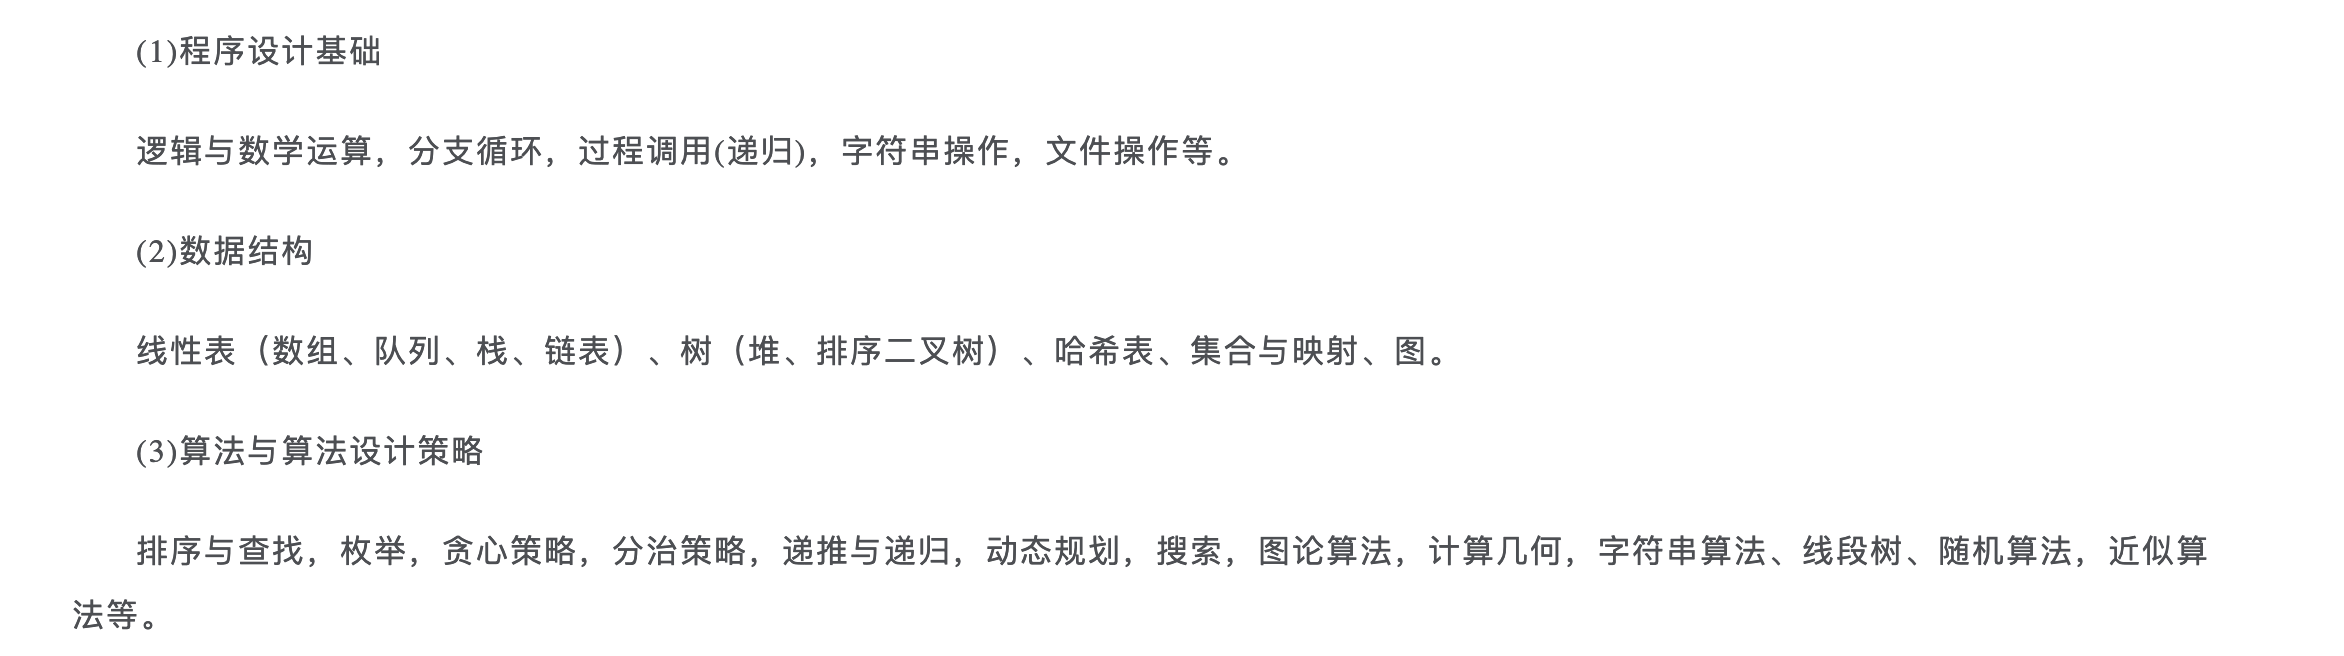 (1)程序设计基础
逻辑与数学运算，分支循环，过程调用(递归)，字符串操作，文件操作等。
(2)数据结构
线性表（数组、队列、栈、链表）、树（堆、排序二叉树）、哈希表、集合与映射、图。
(3)算法与算法设计策略
排序与查找，枚举，贪心策略，分治策略，递推与递归，动态规划，搜索，图论算法，计算几何，字符串算法、线段树、随机算法，近似算
法等。